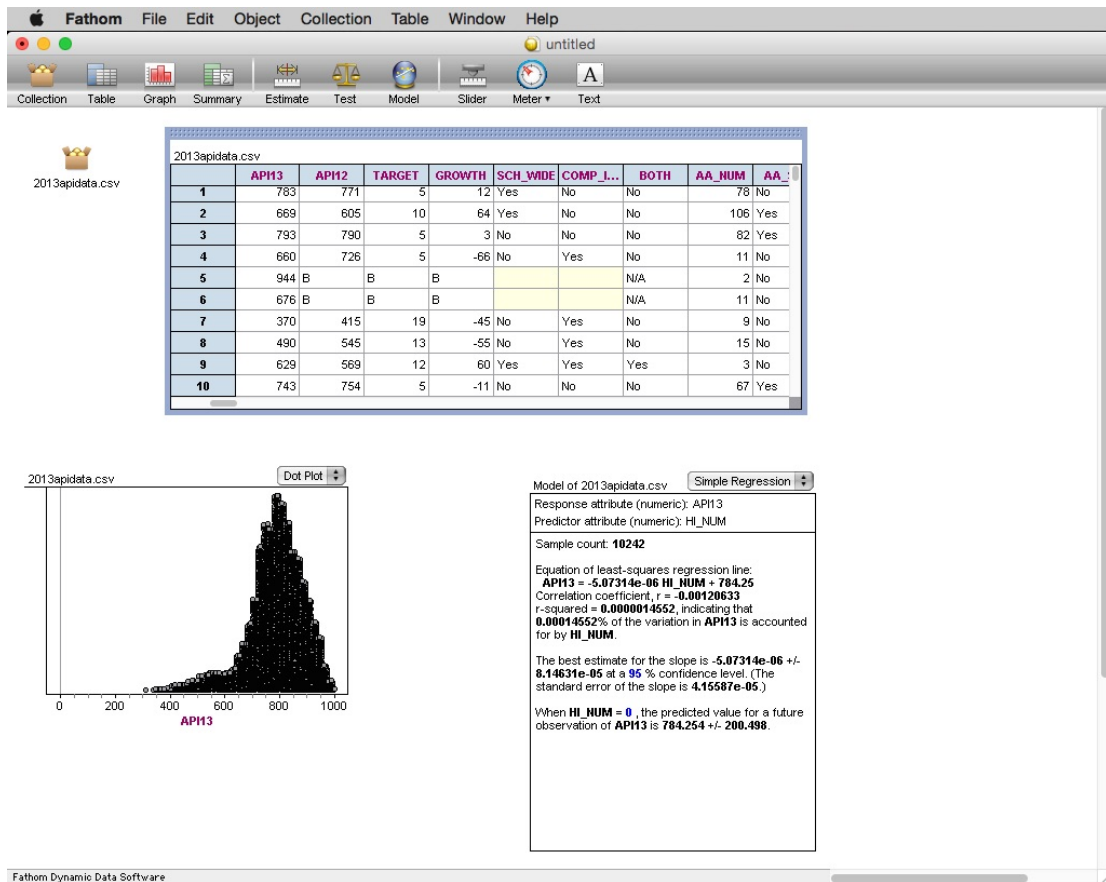 Fathom File Edit Object Collection Table Window Help
untitled
Collection Table Graph Summary Estimate Test Model Slider Meter ▾ A Text
2013apidata.csv
2013apidata.csv
API13 API12 TARGET GROWTH SCH_WIDE COMP_I... BOTH AA_NUM
1 783 771 5 12 Yes No No 78 No
2 669 605 10 64 Yes No No 106 Yes
3 793 790 5 3 No No No 82 Yes
4 660 726 5 -66 No Yes No 11 No
5 944 B B B N/A 2 No
6 676 B B B N/A 11 No
7 370 415 19 -45 No Yes No 9 No
8 490 545 13 -55 No Yes No 15 No
9 629 569 12 60 Yes Yes Yes 3 No
10 743 754 5 -11 No No No 67 Yes
2013apidata.csv Dot Plot
0 200 400 600 800 1000
API13
Model of 2013apidata.csv Simple Regression
Response attribute (numeric): API13
Predictor attribute (numeric): HI_NUM
Sample count: 10242
Equation of least-squares regression line:
API13 = -5.07314e-06 HI_NUM + 784.25
Correlation coefficient, r = -0.00120633
r-squared = 0.0000014552, indicating that
0.00014552% of the variation in API13 is accounted
for by HI_NUM.
The best estimate for the slope is -5.07314e-06 +/-
8.14631e-05 at a 95 % confidence level. (The
standard error of the slope is 4.15587e-05.)
When HI_NUM = 0 , the predicted value for a future
observation of API13 is 784.254 +/- 200.498.
Fathom Dynamic Data Software